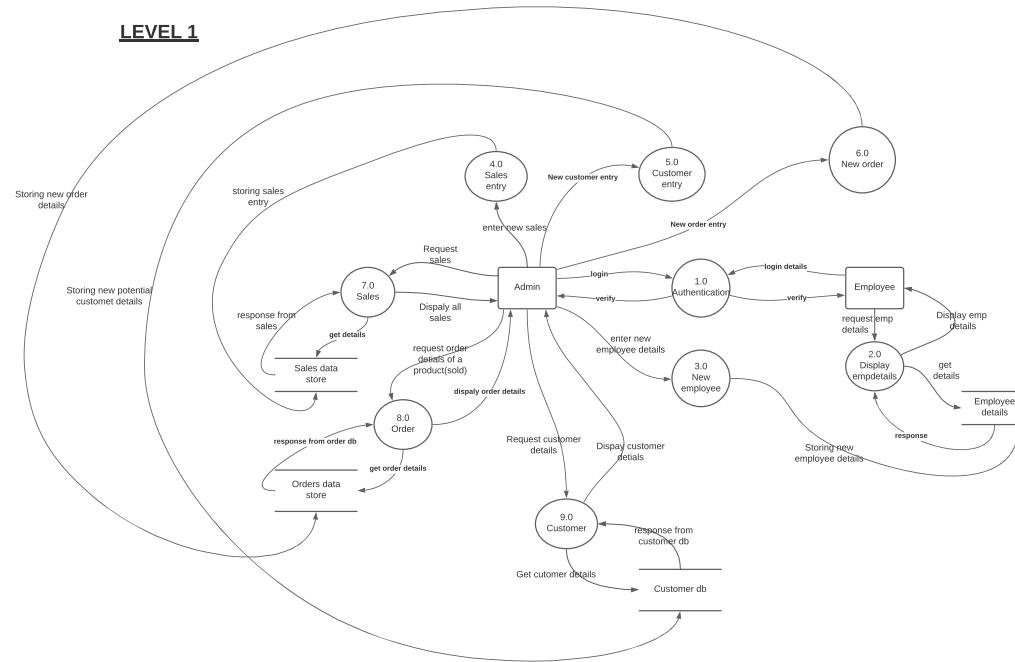 LEVEL 1
6.0
New order
4.0
Sales
entry
5.0
Customer
entry
New customer entry
Storing new order
details
storing sales
entry
enter new sales
New order entry
Request
sales
login
login details
7.0
Sales
Admin
1.0
Authentication
Employee
Storing new potential
customet details
verify
verify
Dispaly all
sales
response from
sales
get details
request emp
details
Display emp
details
enter new
employee details
request order
detials of a
product(sold)
2.0
Display
empdetails
Sales data
store
3.0
New
employee
get
details
dispaly order details
Employee
details
8.0
Order
response from order db
response
Request customer
details
Dispay customer
detials
Storing new
employee details
get order details
Orders data
store
9.0
Customer
response from
customer db
Get cutomer details
Customer db